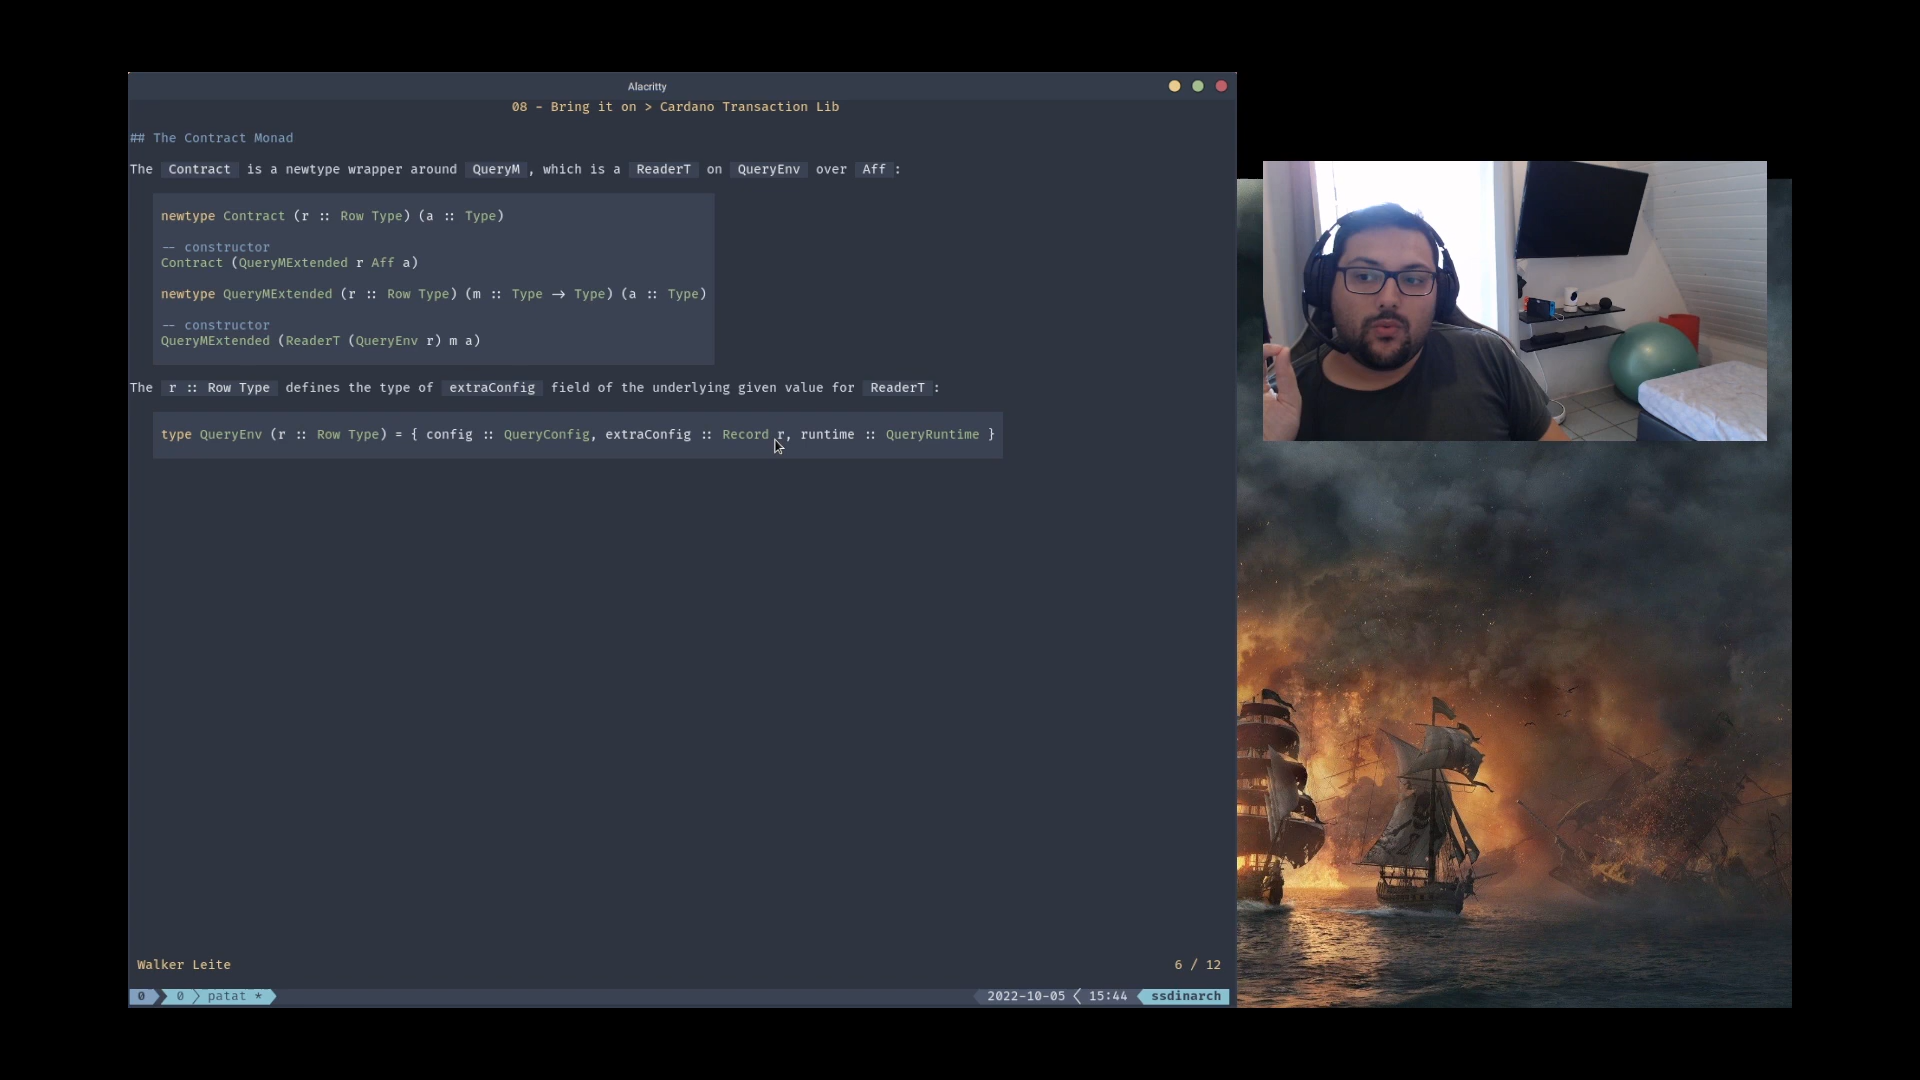 Alacritty
08 - Bring it on > Cardano Transaction Lib
## The Contract Monad
The Contract is a newtype wrapper around QueryM, which is a ReaderT on QueryEnv over Aff:
newtype Contract (r :: Row Type) (a :: Type)
-- constructor
Contract (QueryMExtended r Aff a)
newtype QueryMExtended (r :: Row Type) (m :: Type -> Type) (a :: Type)
-- constructor
QueryMExtended (ReaderT (QueryEnv r) m a)
The r :: Row Type defines the type of extraConfig field of the underlying given value for ReaderT:
type QueryEnv (r :: Row Type) = { config :: QueryConfig, extraConfig :: Record r, runtime :: QueryRuntime }
Walker Leite 6 / 12
0 0 patat * 2022-10-05 15:44 ssdinarch